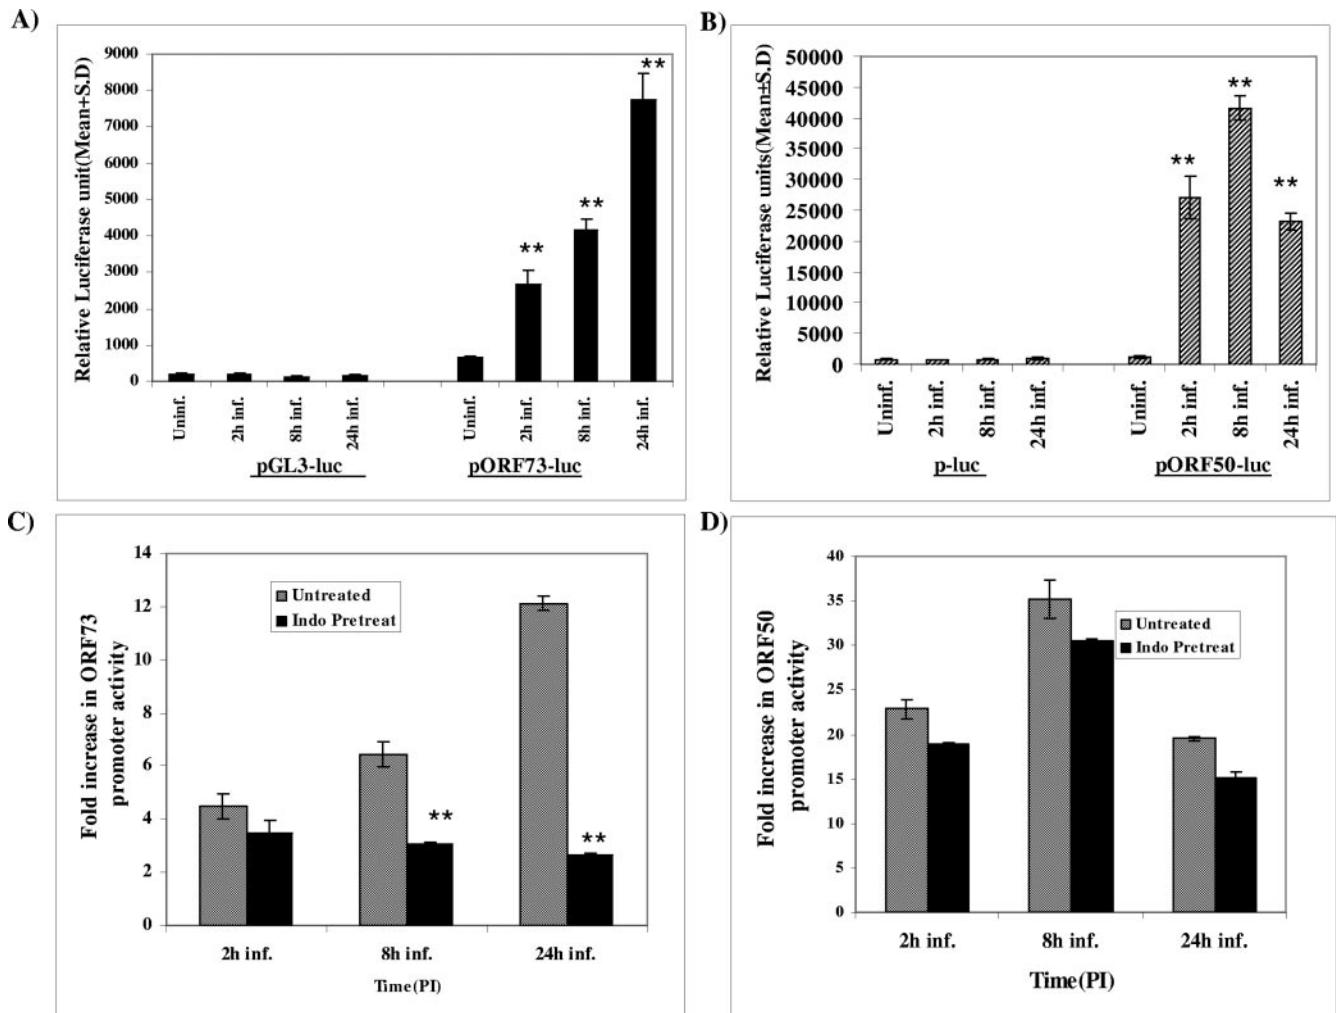 A)
Relative Luciferase unit(Mean+S.D)
9000
8000
7000
6000
5000
4000
3000
2000
1000
0
**
**
**
Uninf.
2h inf.
8h inf.
24h inf.
Uninf.
2h inf.
8h inf.
24h inf.
pGL3-luc
pORF73-luc
B)
Relative Luciferase units(Mean±S.D)
50000
45000
40000
35000
30000
25000
20000
15000
10000
5000
0
**
**
**
Uninf.
2h inf.
8h inf.
24h inf.
Uninf.
2h inf.
8h inf.
24h inf.
p-luc
pORF50-luc
C)
Fold increase in ORF73
promoter activity
14
12
10
8
6
4
2
0
Untreated
Indo Pretreat
**
**
2h inf.
8h inf.
24h inf.
Time(PI)
D)
Fold increase in ORF50
promoter activity
40
35
30
25
20
15
10
5
0
Untreated
Indo Pretreat
2h inf.
8h inf.
24h inf.
Time(PI)